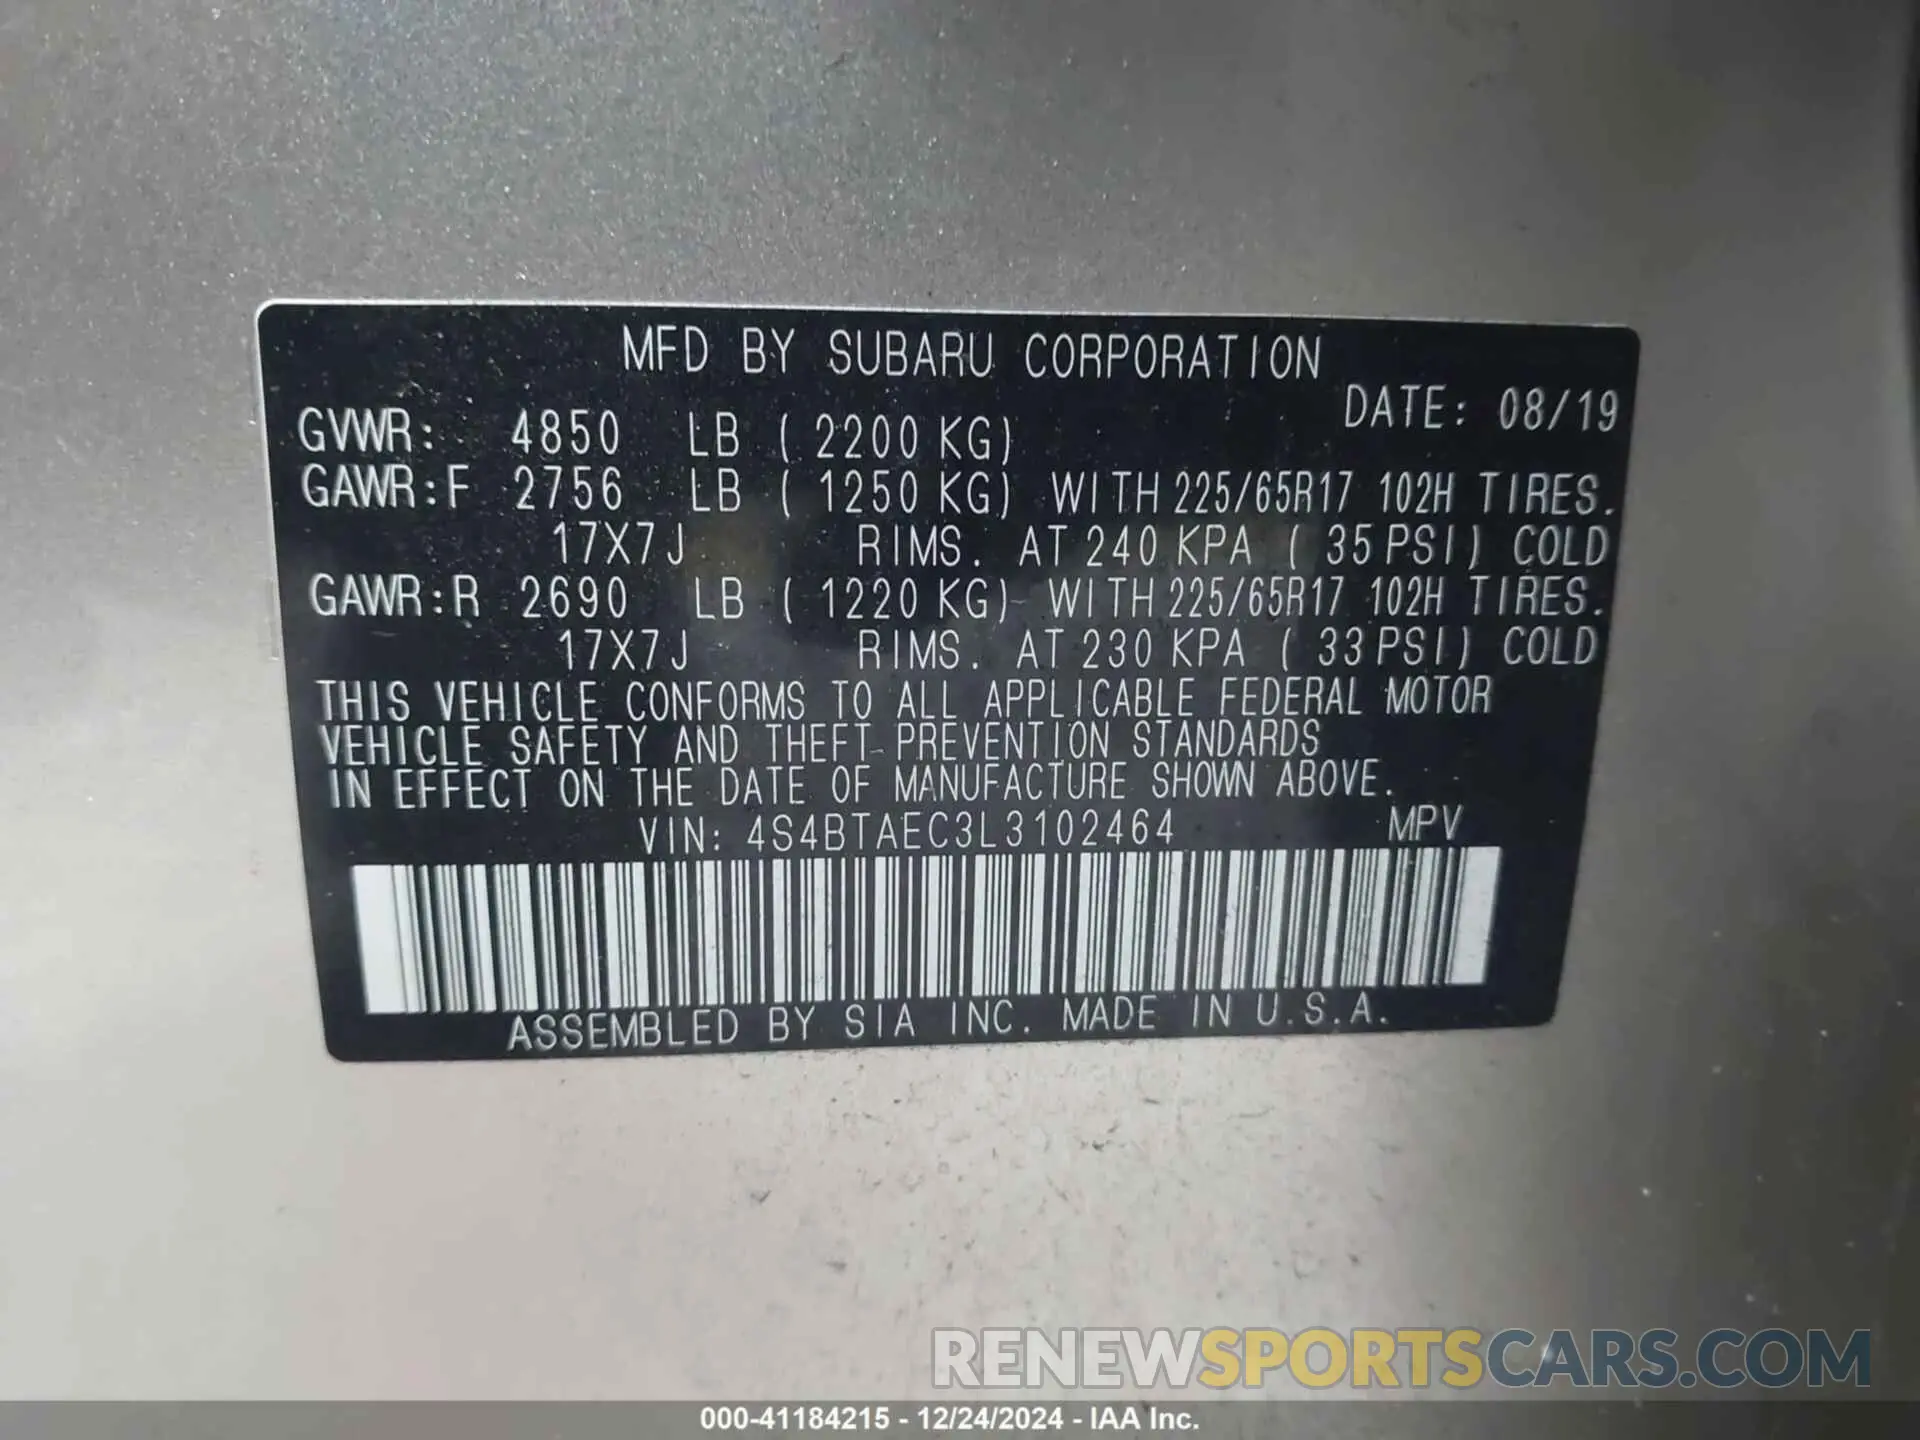 MFD BY SUBARU CORPORATION
DATE: 08/19
GVWR: 4850 LB ( 2200 KG)
GAWR:F 2756 LB ( 1250 KG) WITH 225/65R17 102H TIRES.
17X7J RIMS. AT 240 KPA ( 35 PSI) COLD
GAWR:R 2690 LB ( 1220 KG) WITH 225/65R17 102H TIRES.
17X7J RIMS. AT 230 KPA ( 33 PSI) COLD
THIS VEHICLE CONFORMS TO ALL APPLICABLE FEDERAL MOTOR
VEHICLE SAFETY AND THEFT PREVENTION STANDARDS
IN EFFECT ON THE DATE OF MANUFACTURE SHOWN ABOVE.
VIN: 4S4BTAEC3L3102464 MPV
ASSEMBLED BY SIA INC. MADE IN U.S.A.
RENEWSPORTSCARS.COM
000-41184215 - 12/24/2024 - IAA Inc.